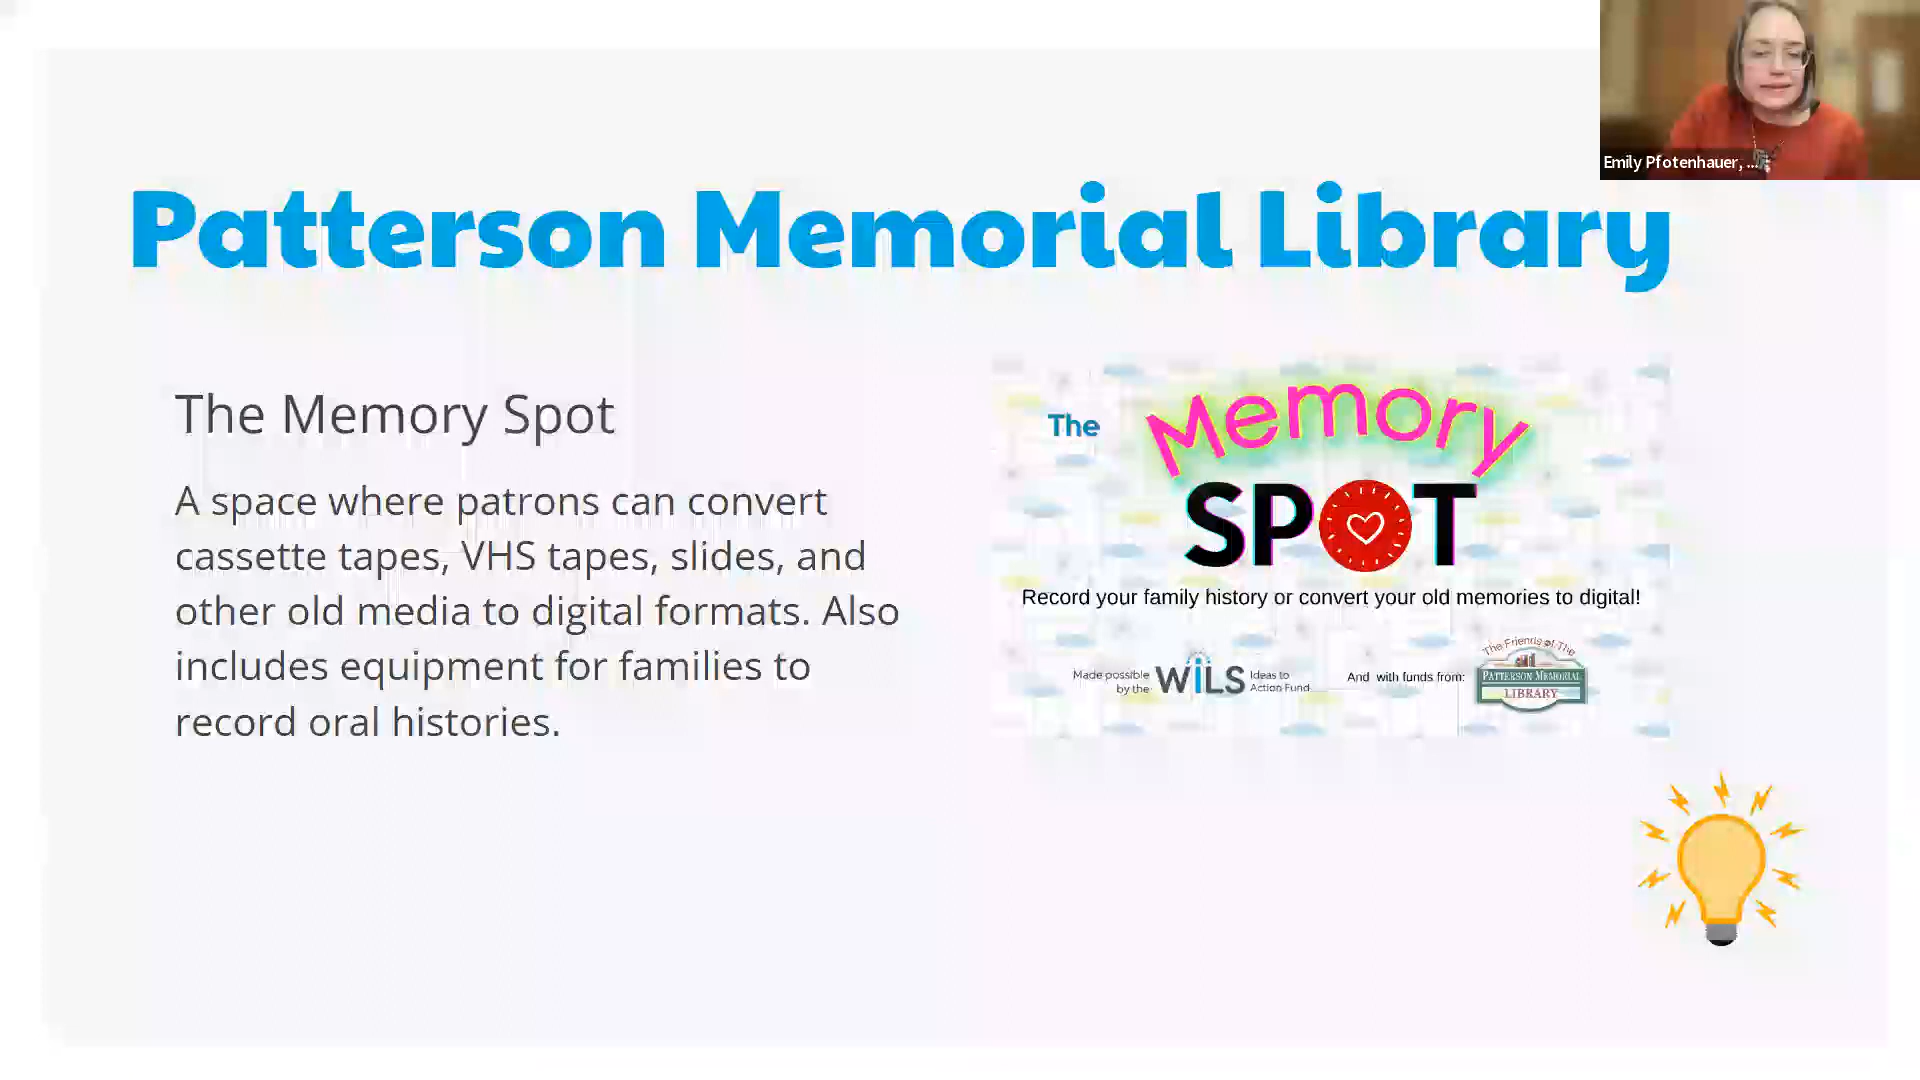 Emily Pfotenhauer, ...
Patterson Memorial Library
The Memory Spot
A space where patrons can convert
cassette tapes, VHS tapes, slides, and
other old media to digital formats. Also
includes equipment for families to
record oral histories.
The
Memory
SPOT
Record your family history or convert your old memories to digital!
Made possible
by the
WiLS
Ideas to
Action Fund
And with funds from:
The Friends of The
PATTERSON MEMORIAL
LIBRARY